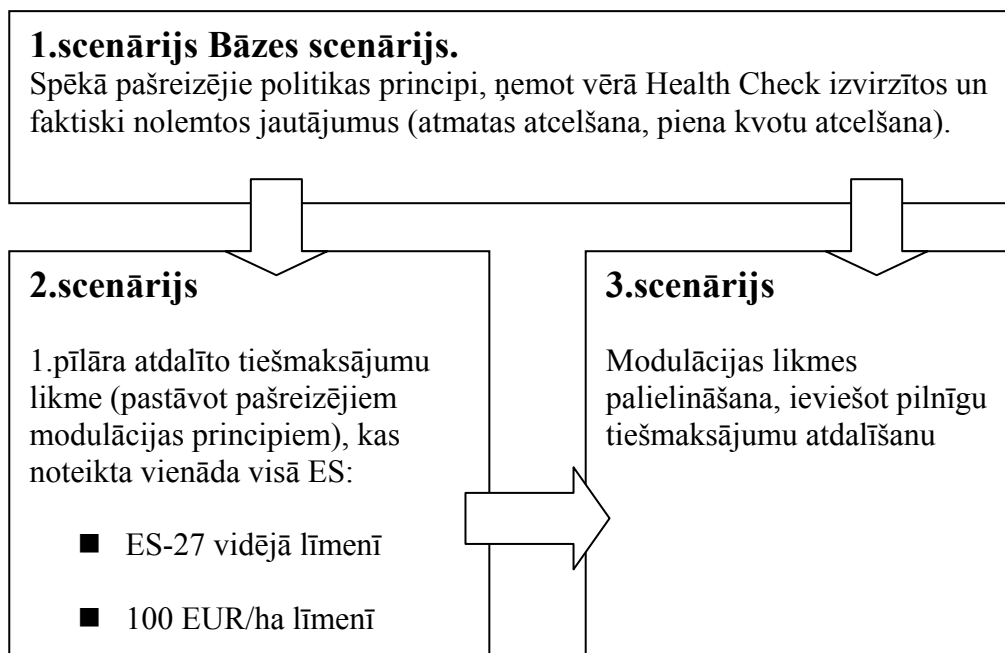 1.scenārijs Bāzes scenārijs.
Spēkā pašreizējie politikas principi, ņemot vērā Health Check izvirzītos un
faktiski nolemtos jautājumus (atmatas atcelšana, piena kvotu atcelšana).
2.scenārijs
1.pīlāra atdalīto tiešmaksājumu
likme (pastāvot pašreizējiem
modulācijas principiem), kas
noteikta vienāda visā ES:
■ ES-27 vidējā līmenī
■ 100 EUR/ha līmenī
3.scenārijs
Modulācijas likmes
palielināšana, ieviešot pilnīgu
tiešmaksājumu atdalīšanu